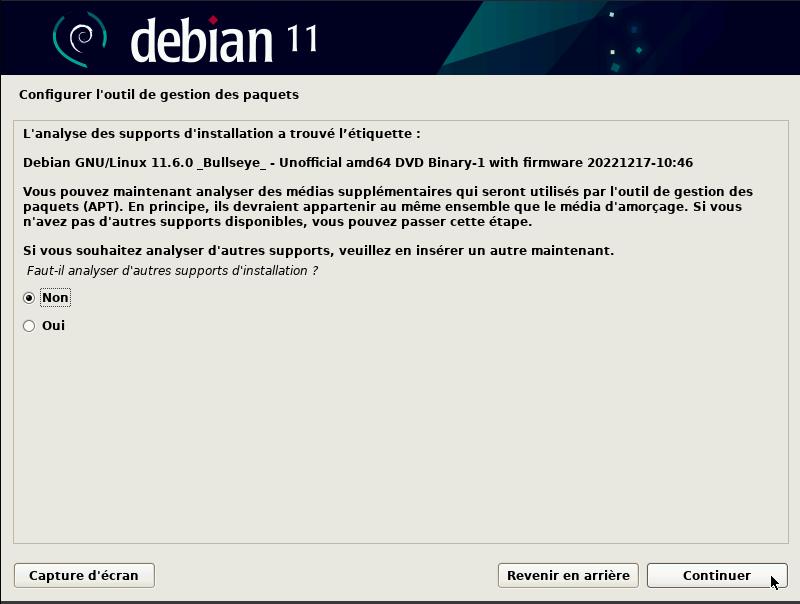 debian 11
Configurer l'outil de gestion des paquets
L'analyse des supports d'installation a trouvé l’étiquette :
Debian GNU/Linux 11.6.0 _Bullseye_ - Unofficial amd64 DVD Binary-1 with firmware 20221217-10:46
Vous pouvez maintenant analyser des médias supplémentaires qui seront utilisés par l'outil de gestion des
paquets (APT). En principe, ils devraient appartenir au même ensemble que le média d'amorçage. Si vous
n'avez pas d'autres supports disponibles, vous pouvez passer cette étape.
Si vous souhaitez analyser d'autres supports, veuillez en insérer un autre maintenant.
Faut-il analyser d'autres supports d'installation ?
Non
Oui
Capture d'écran
Revenir en arrière
Continuer